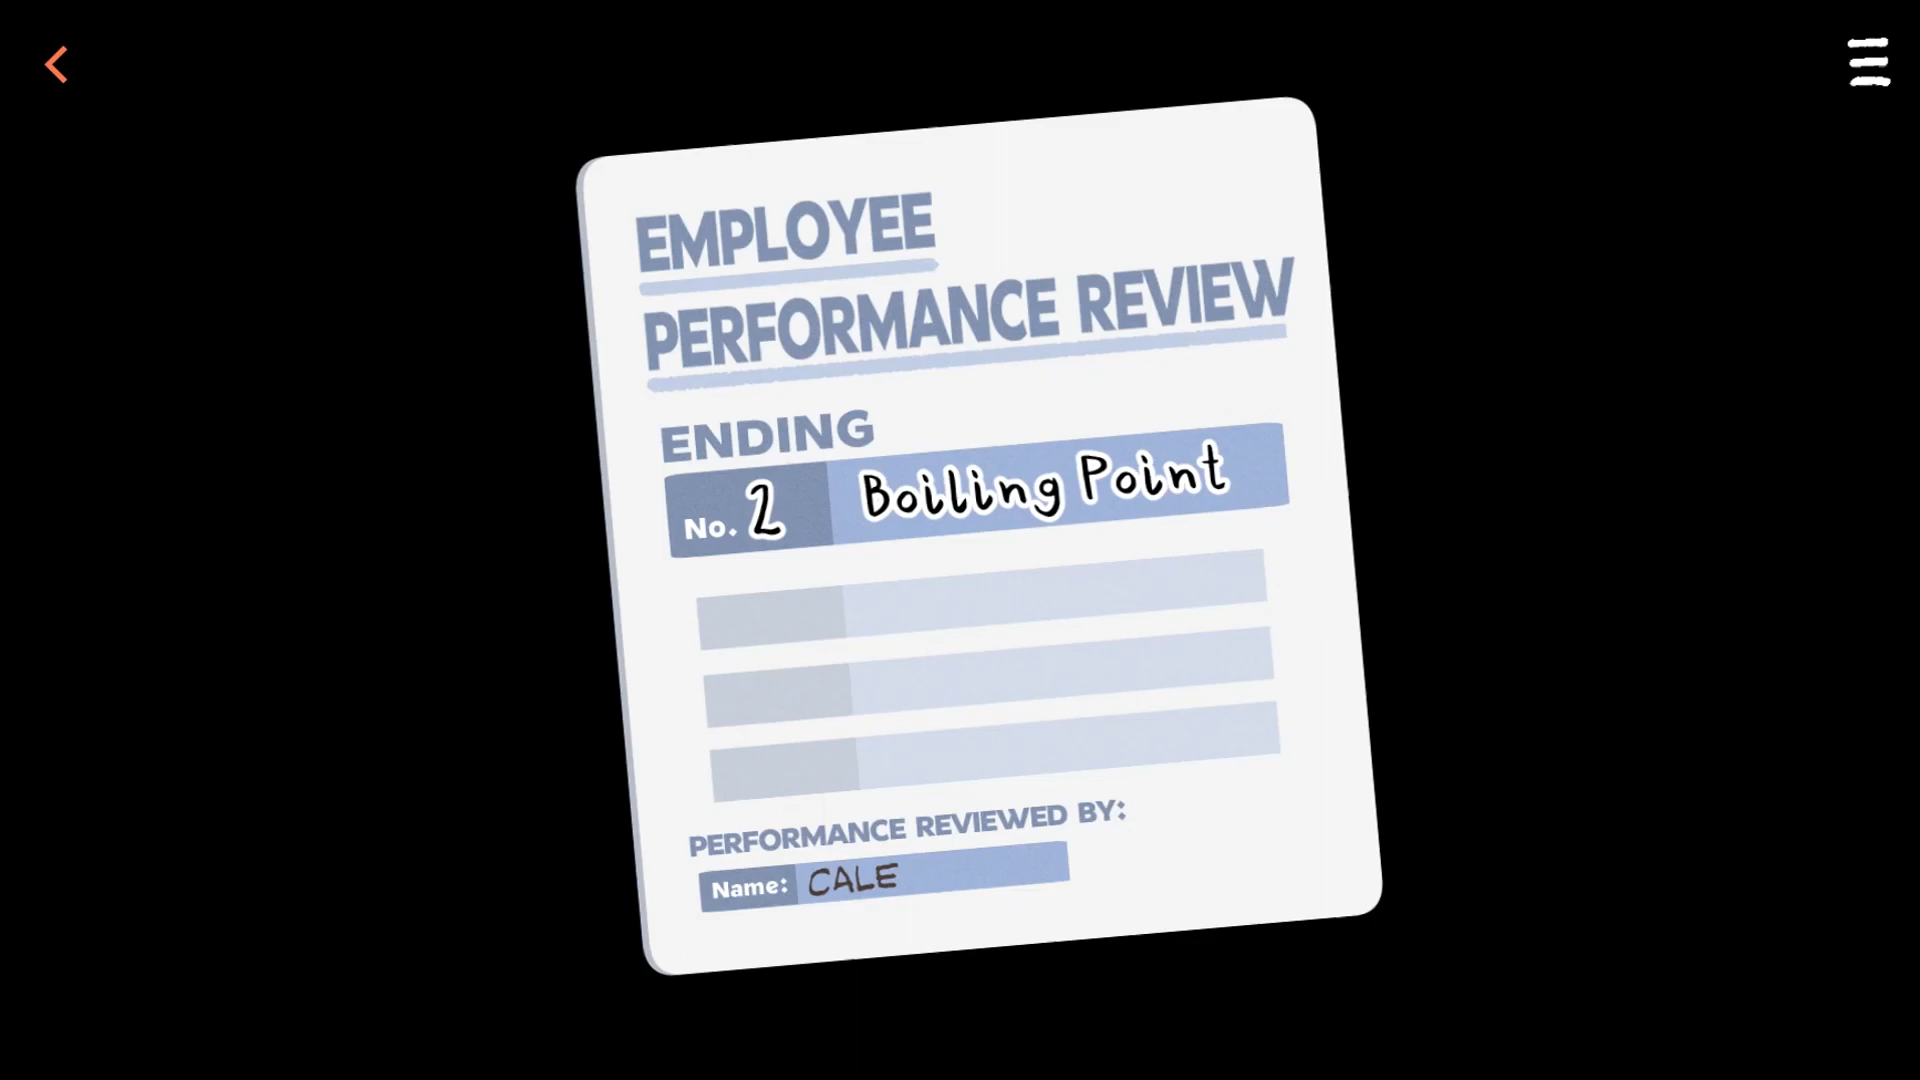 EMPLOYEE
PERFORMANCE REVIEW
ENDING
No. 2 Boiling Point
PERFORMANCE REVIEWED BY:
Name: CALE